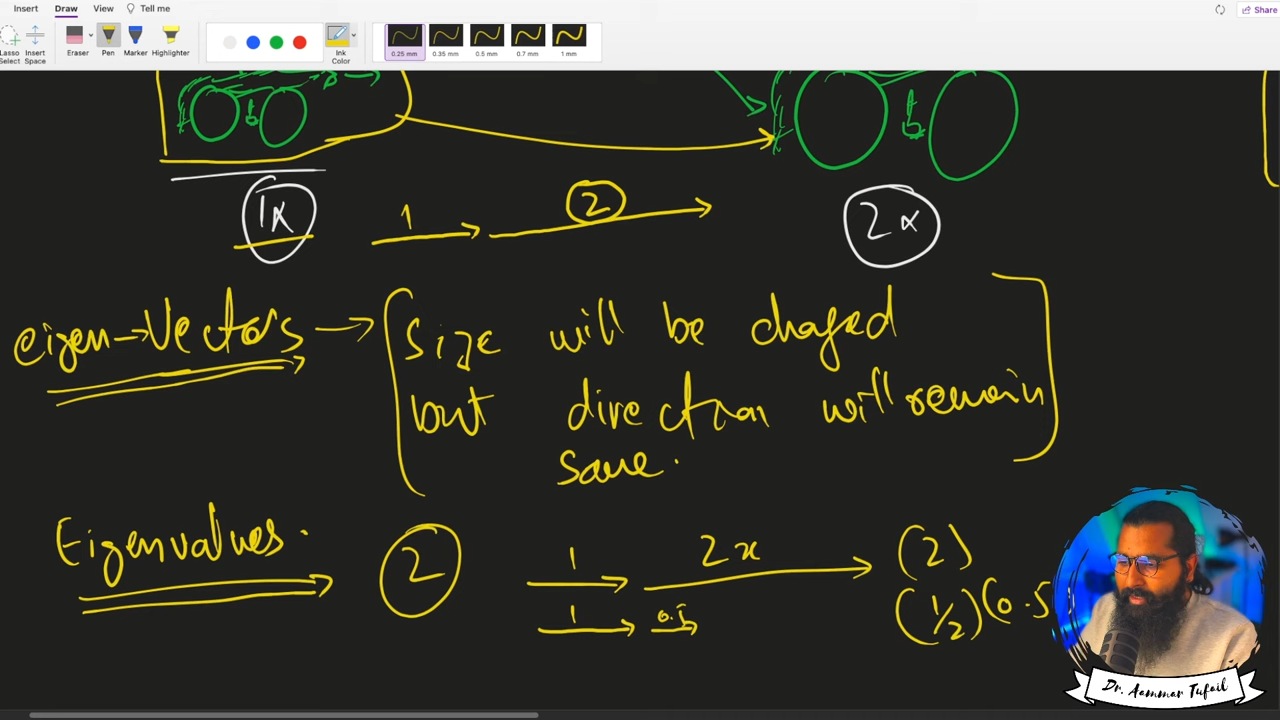 Insert Draw View Tell me
Share
Lasso Select
Insert Space
Eraser
Pen
Marker
Highlighter
Ink Color
0.25 mm
0.35 mm
0.5 mm
0.7 mm
1 mm
1x
1
2
2x
eigen-Vectors → size will be chaged
but direction will remain
same.
Eigenvalues.
2
1
2x
(2)
1
0.5
(1/2) (0.5
Dr. Aammar Tufail